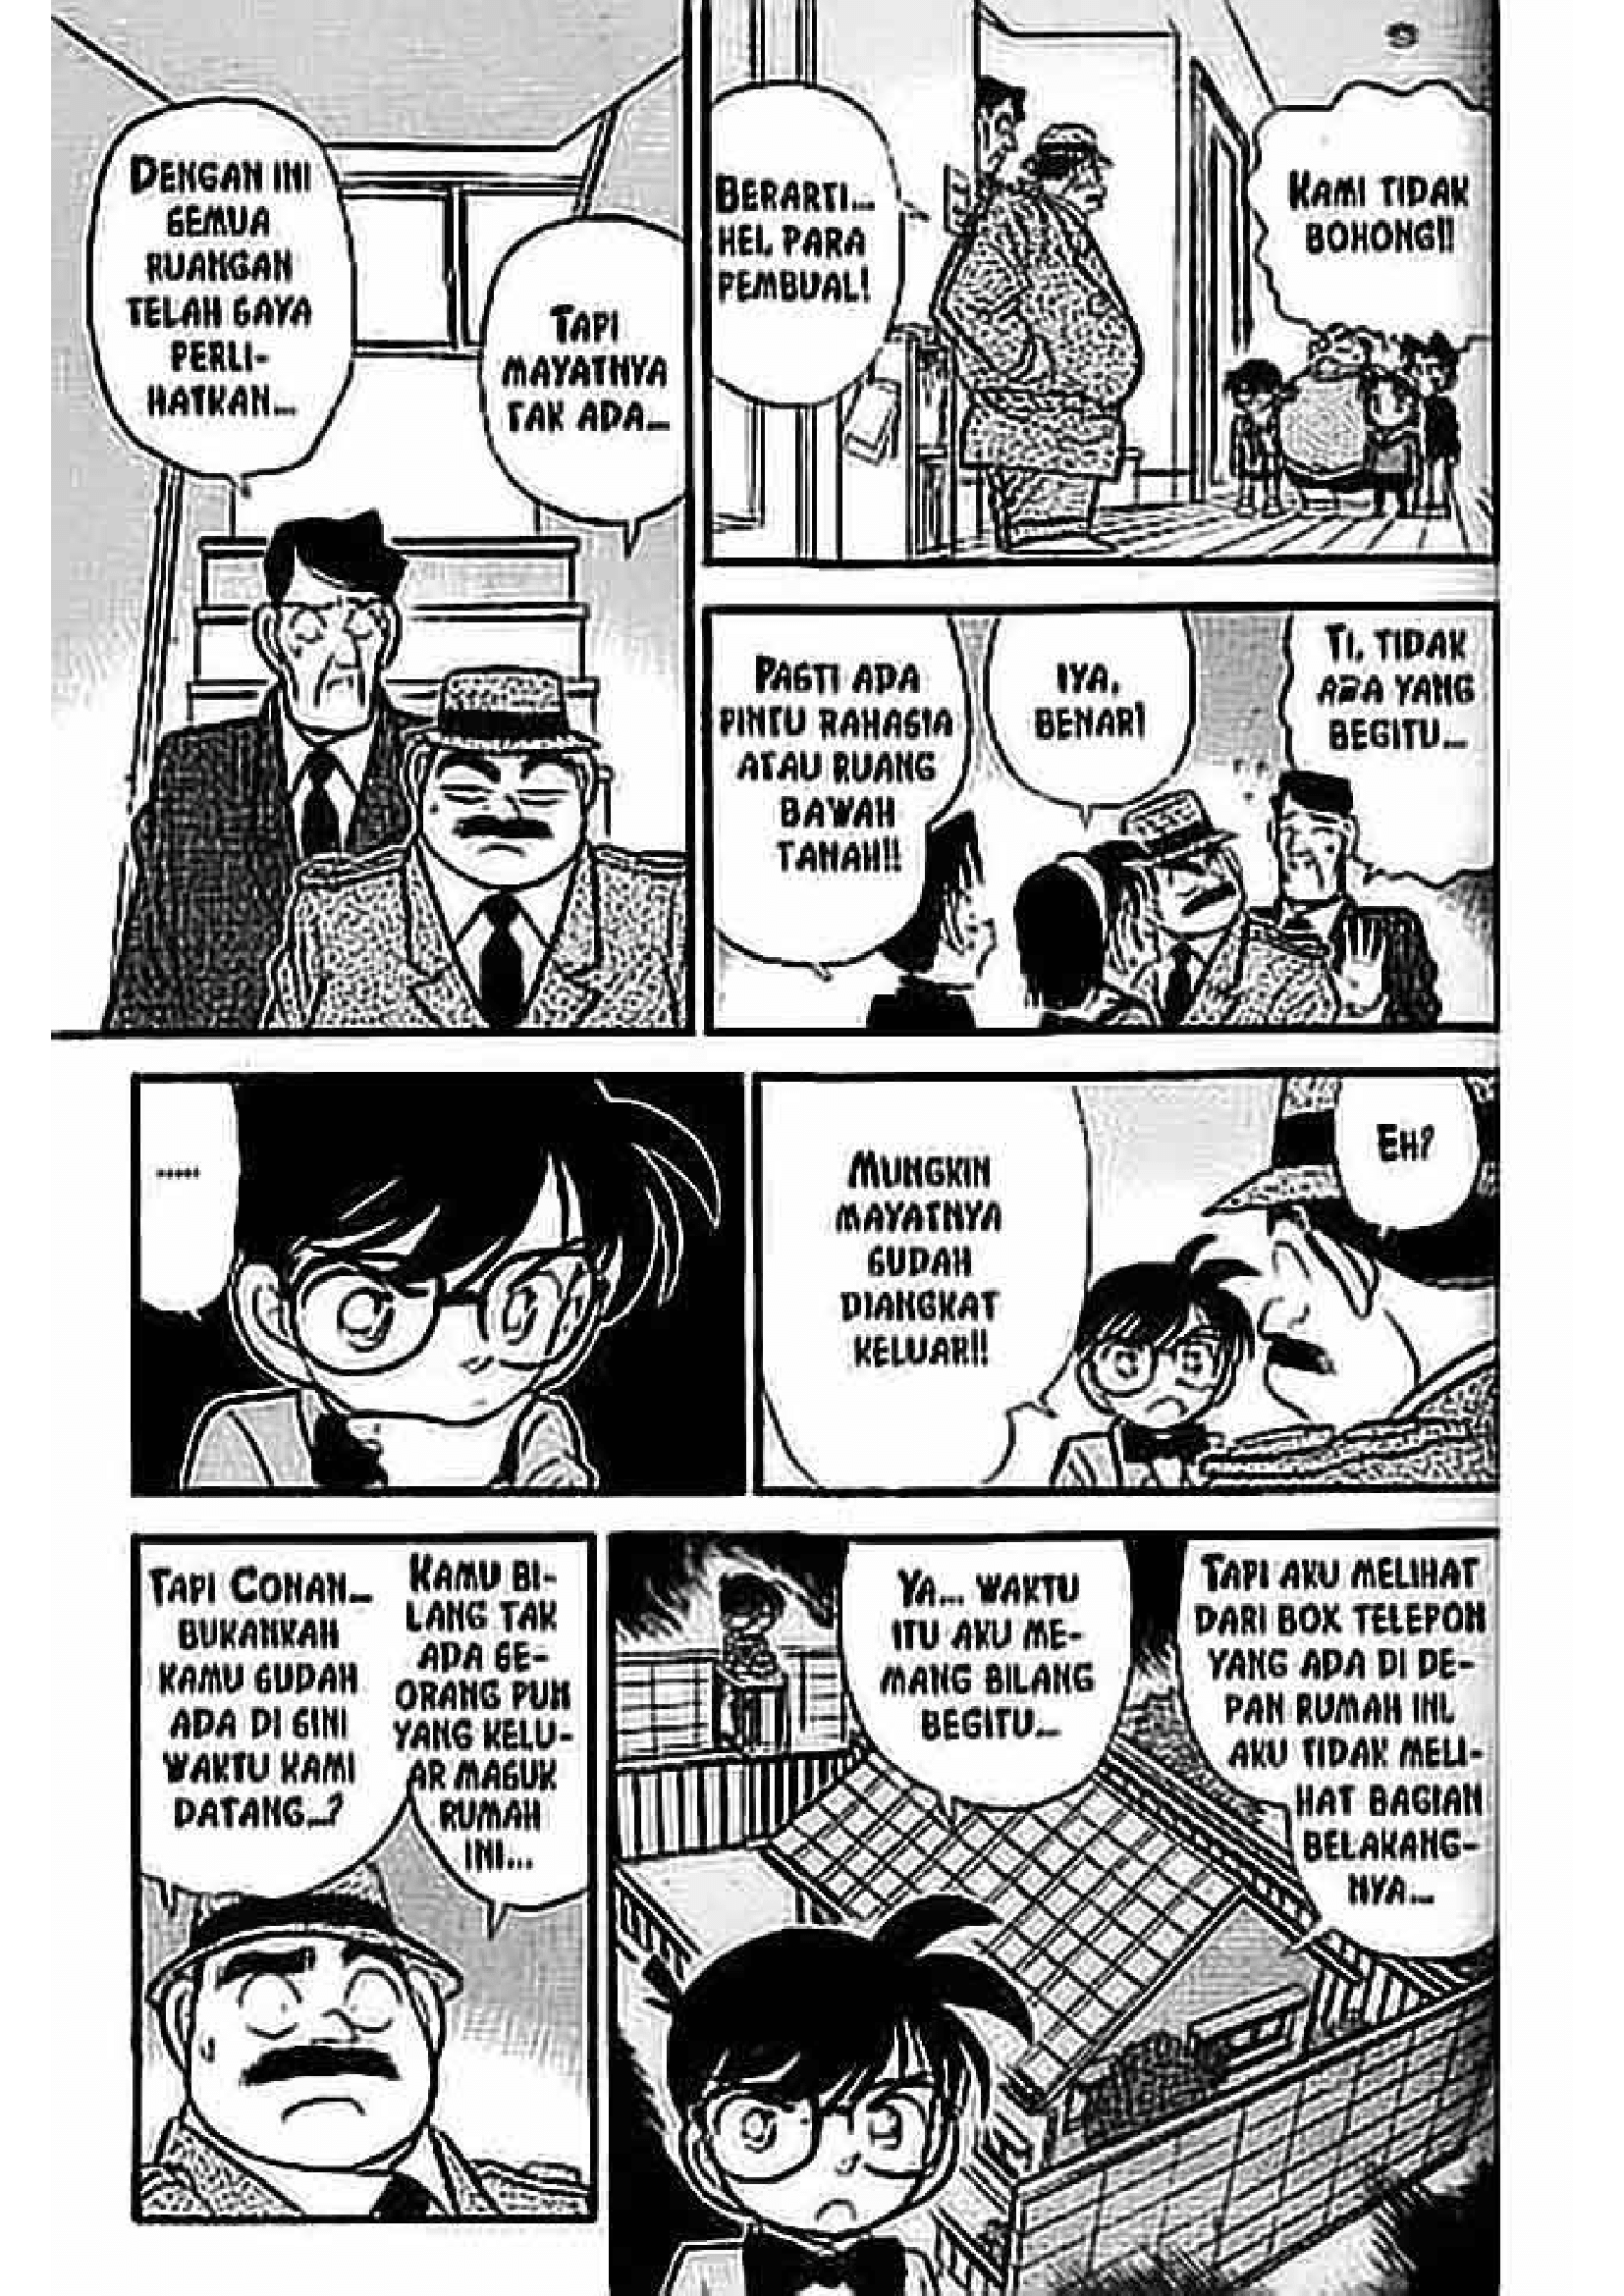 DENGAN INI
SEMUA
RUANGAN
TELAH SAYA
PERLI-
HATKAN...
TAPI
MAYATNYA
TAK ADA...
BERARTI...
HEI, PARA
PEMBUAL!
KAMI TIDAK
BOHONG!!
PASTI ADA
PINTU RAHASIA
ATAU RUANG
BAWAH
TANAH!!
IYA,
BENAR!
TI, TIDAK
ADA YANG
BEGITU...
.....
MUNGKIN
MAYATNYA
SUDAH
DIANGKAT
KELUAR!!
EH?
TAPI CONAN...
BUKANKAH
KAMU SUDAH
ADA DI SINI
WAKTU KAMI
DATANG...?
KAMU BI-
LANG TAK
ADA SE-
ORANG PUN
YANG KELU-
AR MASUK
RUMAH
INI...
YA... WAKTU
ITU AKU ME-
MANG BILANG
BEGITU...
TAPI AKU MELIHAT
DARI BOX TELEPON
YANG ADA DI DE-
PAN RUMAH INI.
AKU TIDAK MELI-
HAT BAGIAN
BELAKANG-
NYA...